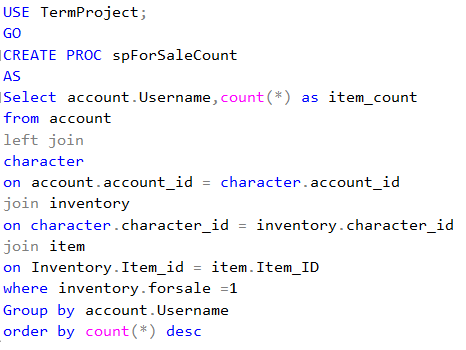 USE TermProject;
GO
CREATE PROC spForSaleCount
AS
Select account.Username,count(*) as item_count
from account
left join
character
on account.account_id = character.account_id
join inventory
on character.character_id = inventory.character_id
join item
on Inventory.Item_id = item.Item_ID
where inventory.forsale =1
Group by account.Username
order by count(*) desc